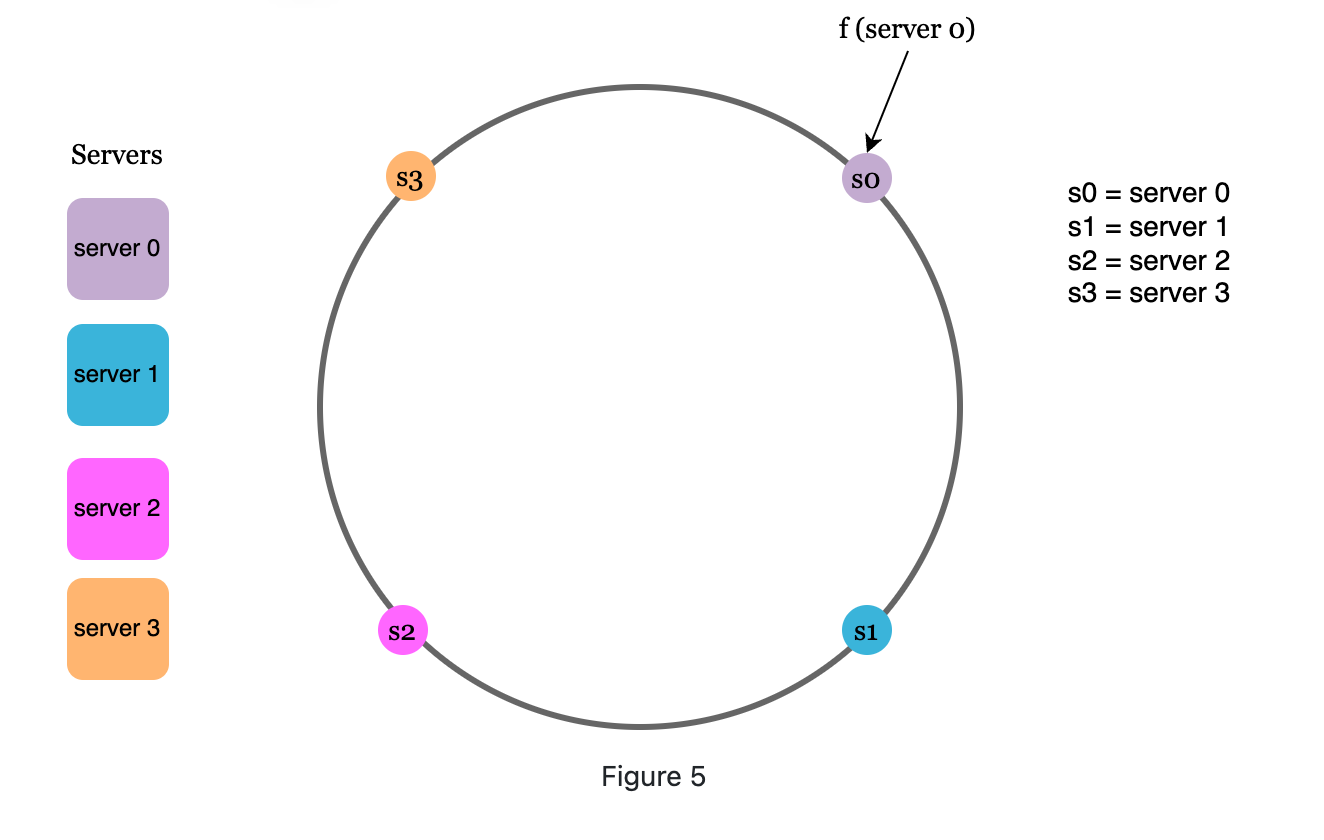 f (server 0)
Servers
server 0
server 1
server 2
server 3
s3
s0
s2
s1
s0 = server 0
s1 = server 1
s2 = server 2
s3 = server 3
Figure 5